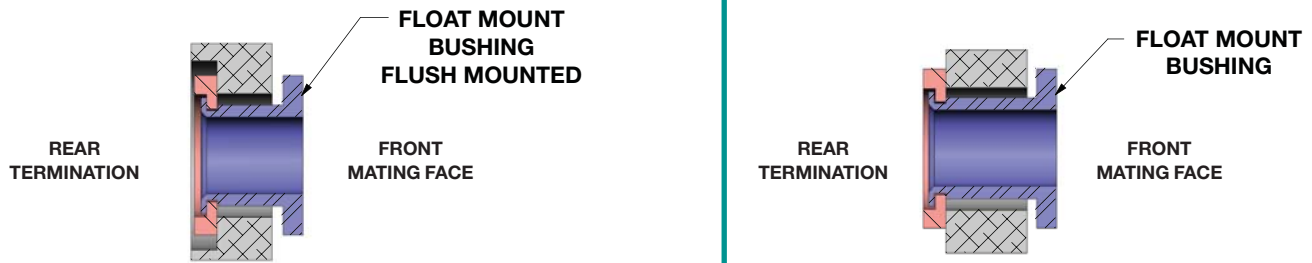 FLOAT MOUNT
BUSHING
FLUSH MOUNTED
REAR
TERMINATION
FRONT
MATING FACE
FLOAT MOUNT
BUSHING
REAR
TERMINATION
FRONT
MATING FACE